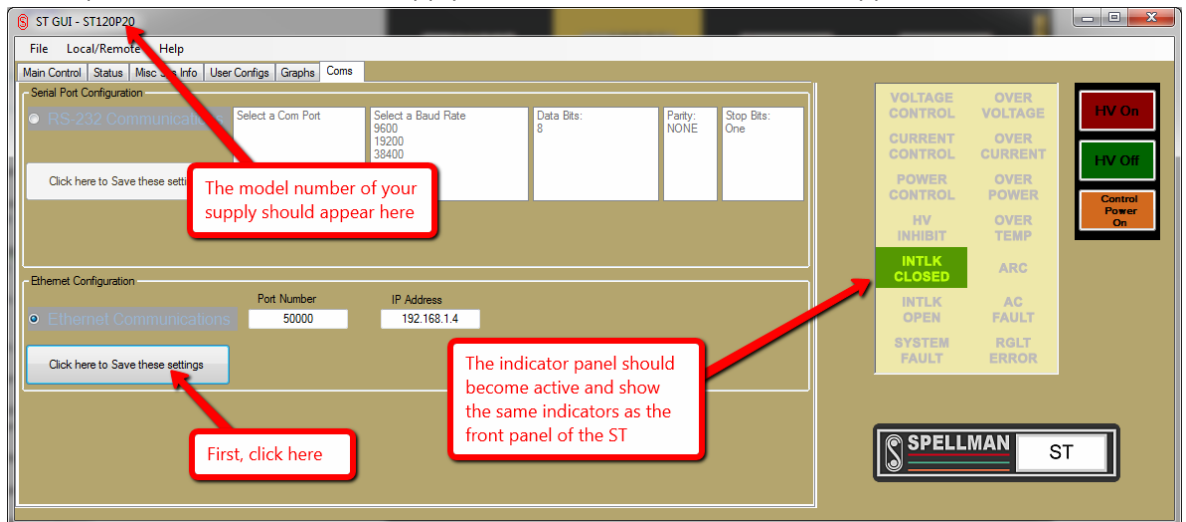 ST GUI - ST120P20
File Local/Remote Help
Main Control Status Misc Info User Configs Graphs Coms
Serial Port Configuration
RS-232 Communications
Select a Com Port
Select a Baud Rate
9600
19200
38400
Data Bits:
8
Parity:
NONE
Stop Bits:
One
Click here to Save these
The model number of your
supply should appear here
Ethernet Configuration
Port Number
50000
IP Address
192.168.1.4
Ethernet Communications
Click here to Save these settings
First, click here
The indicator panel should
become active and show
the same indicators as the
front panel of the ST
VOLTAGE
CONTROL
OVER
VOLTAGE
CURRENT
CONTROL
OVER
CURRENT
POWER
CONTROL
OVER
POWER
HV
INHIBIT
OVER
TEMP
INTLK
CLOSED
ARC
INTLK
OPEN
AC
FAULT
SYSTEM
FAULT
RGLT
ERROR
HV On
HV Off
Control
Power
On
SPELLMAN
ST